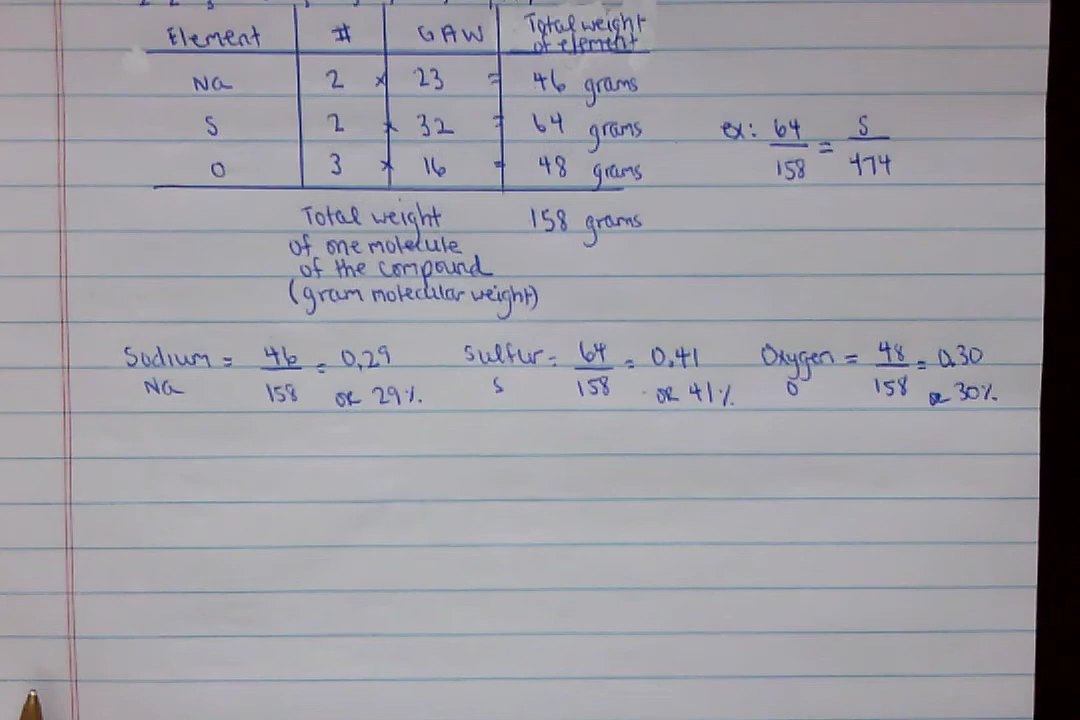 Element # GAW Total weight of element
Na 2 x 23 = 46 grams
S 2 x 32 = 64 grams
O 3 x 16 = 48 grams
ex: 64/158 = S/474
Total weight 158 grams
of one molecule
of the compound
(gram molecular weight)
Sodium = 46/158 = 0.29
Na or 29%.
Sulfur = 64/158 = 0.41
S or 41%
Oxygen = 48/158 = 0.30
O or 30%